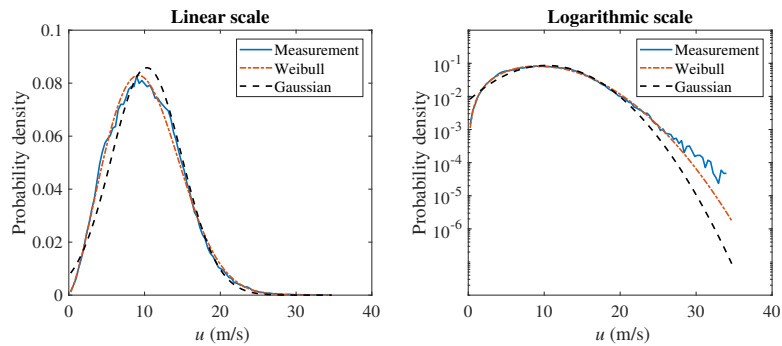 Linear scale
Probability density
0.08
0.06
0.04
0.02
0
0
10
20
30
40
u (m/s)
Measurement
Weibull
Gaussian
Logarithmic scale
Probability density
10⁻¹
10⁻²
10⁻³
10⁻⁴
10⁻⁵
10⁻⁶
0
10
20
30
40
u (m/s)
Measurement
Weibull
Gaussian